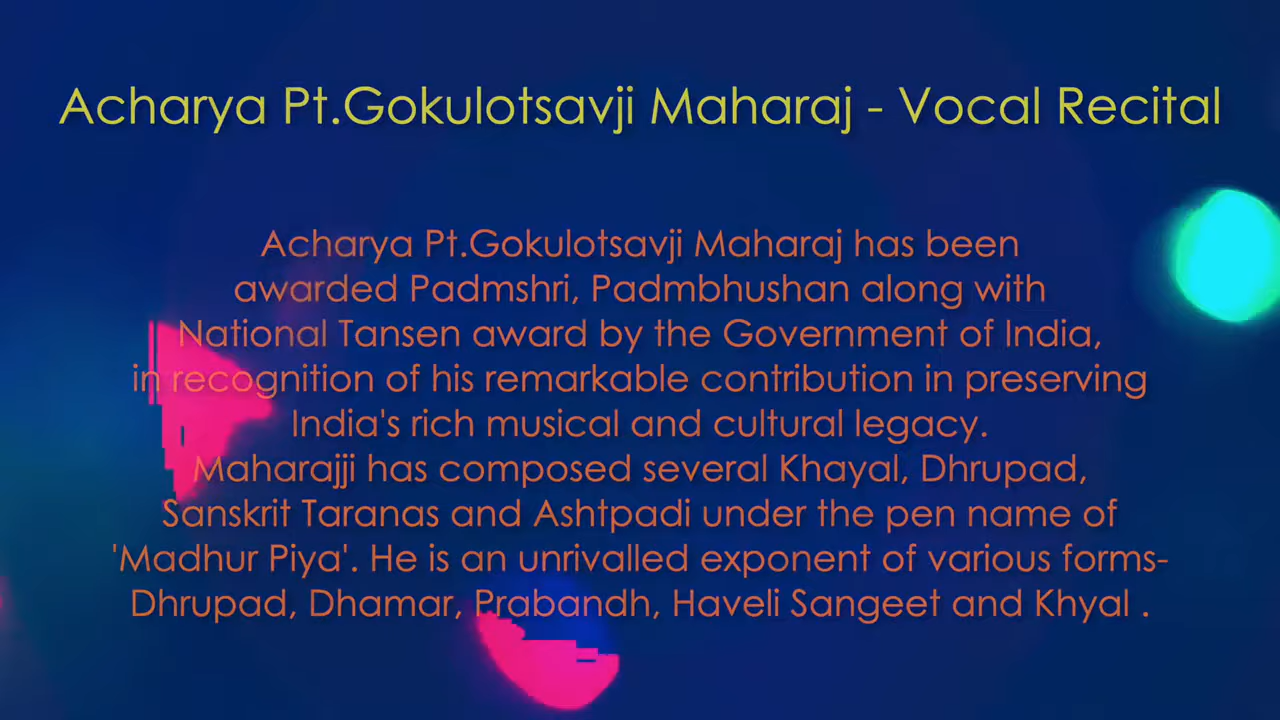 Acharya Pt.Gokulotsavji Maharaj - Vocal Recital
Acharya Pt.Gokulotsavji Maharaj has been
awarded Padmshri, Padmbhushan along with
National Tansen award by the Government of India,
in recognition of his remarkable contribution in preserving
India's rich musical and cultural legacy.
Maharajji has composed several Khayal, Dhrupad,
Sanskrit Taranas and Ashtpadi under the pen name of
'Madhur Piya'. He is an unrivalled exponent of various forms-
Dhrupad, Dhamar, Prabandh, Haveli Sangeet and Khyal .